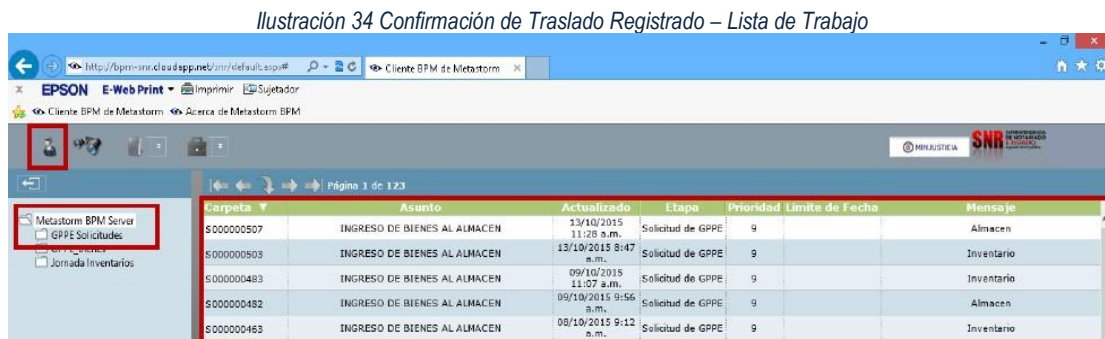 Ilustración 34 Confirmación de Traslado Registrado – Lista de Trabajo
http://bpm-snr.cloudapp.net/snr/default.aspx#
Cliente BPM de Metastorm
EPSON E-Web Print Imprimir Sujetador
Cliente BPM de Metastorm Acerca de Metastorm BPM
MINJUSTICIA SNR SUPERINTENDENCIA DE NOTARIADO & REGISTRO
Página 1 de 123
Carpeta Asunto Actualizado Etapa Prioridad Limite de Fecha Mensaje
Metastorm BPM Server
GPPE Solicitudes
Jornada Inventarios
S000000507 INGRESO DE BIENES AL ALMACEN 13/10/2015 11:28 a.m. Solicitud de GPPE 9 Almacen
S000000503 INGRESO DE BIENES AL ALMACEN 13/10/2015 8:47 a.m. Solicitud de GPPE 9 Inventario
S000000483 INGRESO DE BIENES AL ALMACEN 09/10/2015 11:07 a.m. Solicitud de GPPE 9 Inventario
S000000482 INGRESO DE BIENES AL ALMACEN 09/10/2015 9:56 a.m. Solicitud de GPPE 9 Almacen
S000000463 INGRESO DE BIENES AL ALMACEN 08/10/2015 9:12 a.m. Solicitud de GPPE 9 Inventario